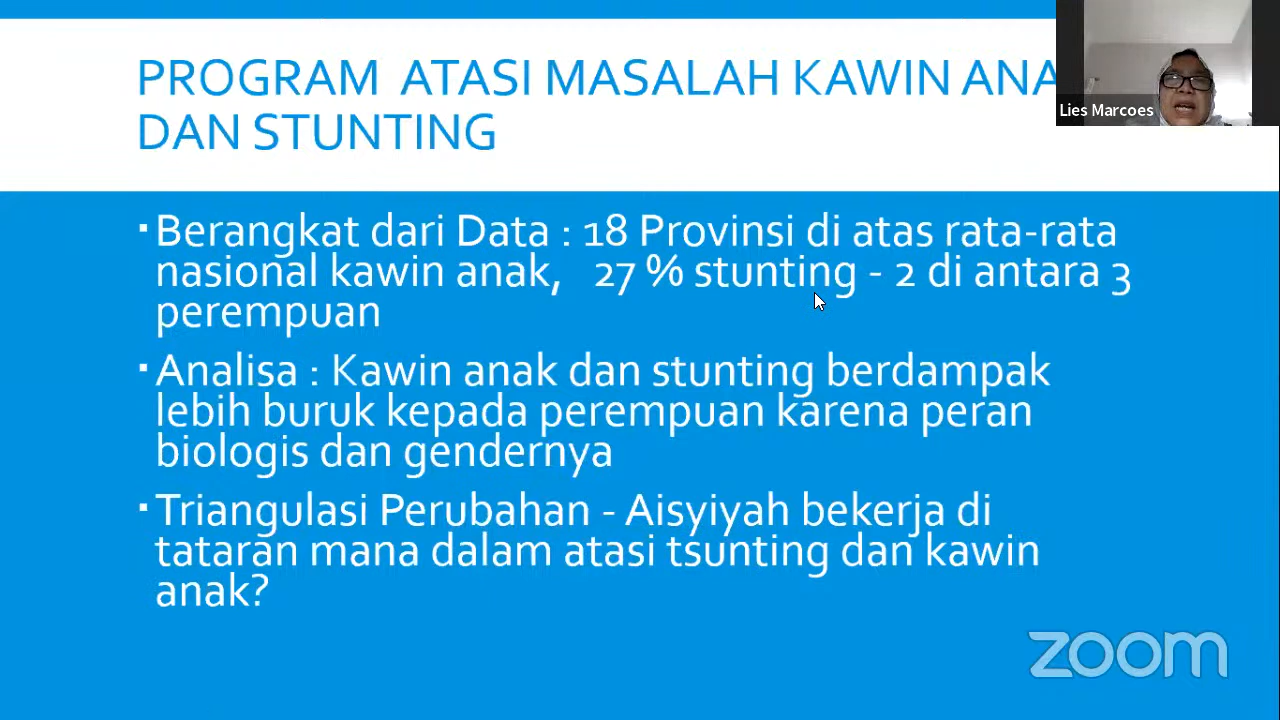 PROGRAM ATASI MASALAH KAWIN ANA
DAN STUNTING
Lies Marcoes
▪Berangkat dari Data : 18 Provinsi di atas rata-rata
nasional kawin anak, 27 % stunting - 2 di antara 3
perempuan
▪Analisa : Kawin anak dan stunting berdampak
lebih buruk kepada perempuan karena peran
biologis dan gendernya
▪Triangulasi Perubahan - Aisyiyah bekerja di
tataran mana dalam atasi tsunting dan kawin
anak?
zoom